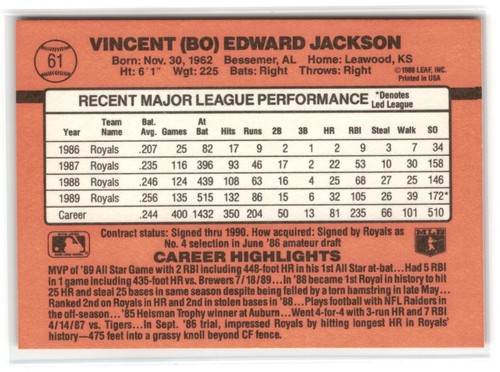 61
VINCENT (BO) EDWARD JACKSON
Born: Nov. 30, 1962 Bessemer, AL Home: Leawood, KS
Ht: 6'1" Wgt: 225 Bats: Right Throws: Right
©1989 LEAF, INC.
Printed in USA
RECENT MAJOR LEAGUE PERFORMANCE *Denotes Led League
Year Team Name Bat. Avg. Games At Bat Hits Runs 2B 3B HR RBI Steal Walk SO
1986 Royals .207 25 82 17 9 2 1 2 9 3 7 34
1987 Royals .235 116 396 93 46 17 2 22 53 10 30 158
1988 Royals .246 124 439 108 63 16 4 25 68 27 25 146
1989 Royals .256 135 515 132 86 15 6 32 105 26 39 172*
Career .244 400 1432 350 204 50 13 81 235 66 101 510
Contract status: Signed thru 1990. How acquired: Signed by Royals as
No. 4 selection in June '86 amateur draft
CAREER HIGHLIGHTS
MVP of '89 All Star Game with 2 RBI including 448-foot HR in his 1st All Star at-bat... Had 5 RBI
in 1 game including 435-foot HR vs. Brewers 7/18/89... In '88 became 1st Royal in history to hit
25 HR and steal 25 bases in same season despite being felled by a torn hamstring in late May...
Ranked 2nd on Royals in HR and 2nd in stolen bases in '88... Plays football with NFL Raiders in
the off-season... '85 Heisman Trophy winner at Auburn... Went 4-for-4 with 3-run HR and 7 RBI
4/14/87 vs. Tigers... In Sept. '86 trial, impressed Royals by hitting longest HR in Royals'
history—475 feet into a grassy knoll beyond CF fence.